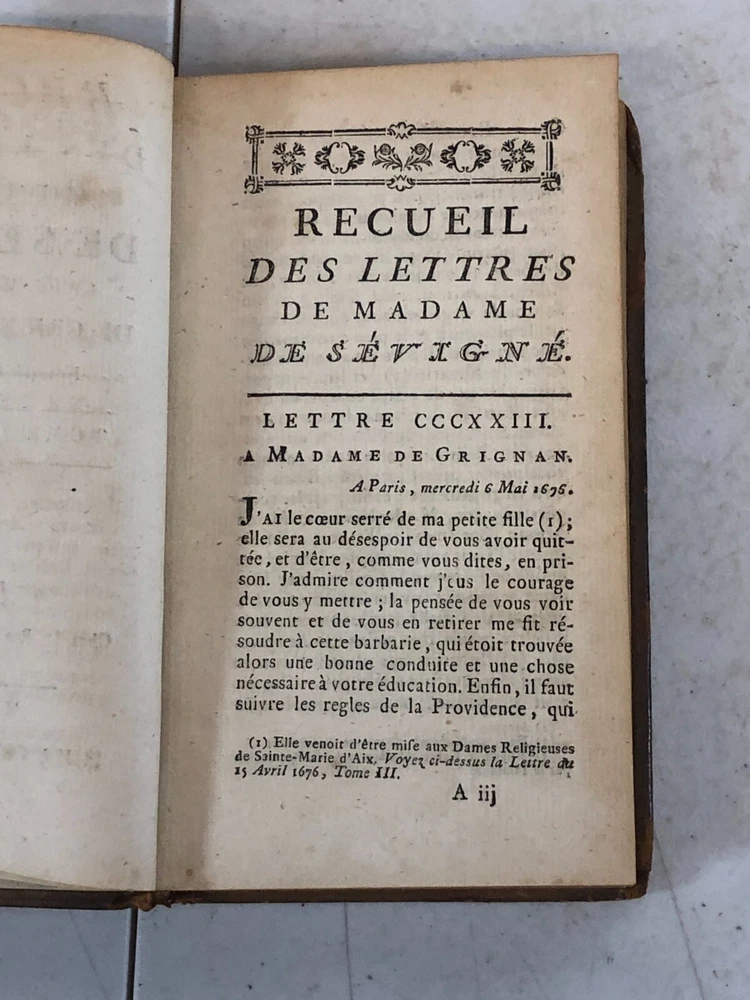 RECUEIL
DES LETTRES
DE MADAME
DE SÉVIGNÉ.
LETTRE CCCXXIII.
A MADAME DE GRIGNAN.
A Paris, mercredi 6 Mai 1676.
J'AI le cœur serré de ma petite fille (1);
elle sera au désespoir de vous avoir quit-
tée, et d'être, comme vous dites, en pri-
son. J'admire comment j'eus le courage
de vous y mettre; la pensée de vous voir
souvent et de vous en retirer me fit ré-
soudre à cette barbarie, qui étoit trouvée
alors une bonne conduite et une chose
nécessaire à votre éducation. Enfin, il faut
suivre les regles de la Providence, qui
(1) Elle venoit d'être miſe aux Dames Religieuses
de Sainte-Marie d'Aix. Voyez ci-dessus la Lettre du
15 Avril 1676, Tome III.
A iij